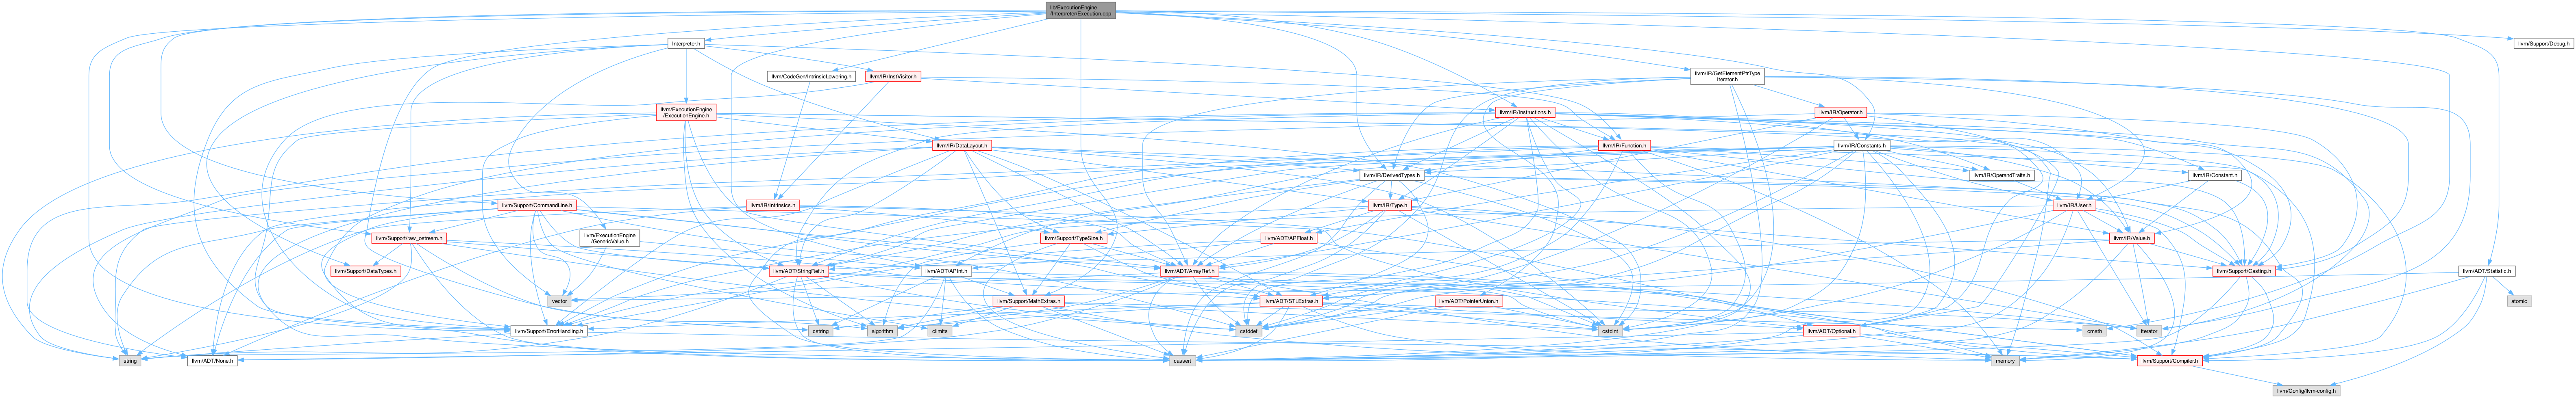 lib/ExecutionEngine
/Interpreter/Execution.cpp
Interpreter.h
llvm/Support/Debug.h
llvm/CodeGen/IntrinsicLowering.h
llvm/IR/InstVisitor.h
llvm/IR/GetElementPtrType
Iterator.h
llvm/ADT/Statistic.h
llvm/ExecutionEngine
/ExecutionEngine.h
llvm/IR/Instructions.h
llvm/IR/Operator.h
llvm/IR/DataLayout.h
llvm/IR/Function.h
llvm/IR/Constants.h
llvm/IR/DerivedTypes.h
llvm/IR/OperandTraits.h
llvm/IR/Constant.h
llvm/Support/CommandLine.h
llvm/IR/Intrinsics.h
llvm/IR/Type.h
llvm/IR/User.h
llvm/Support/raw_ostream.h
llvm/ExecutionEngine
/GenericValue.h
llvm/Support/TypeSize.h
llvm/ADT/APFloat.h
llvm/IR/Value.h
llvm/Support/DataTypes.h
llvm/ADT/StringRef.h
llvm/ADT/APInt.h
llvm/ADT/ArrayRef.h
llvm/Support/Casting.h
vector
llvm/Support/MathExtras.h
llvm/ADT/STLExtras.h
llvm/ADT/PointerUnion.h
atomic
llvm/Support/ErrorHandling.h
cstring
algorithm
climits
cstddef
cstdint
llvm/ADT/Optional.h
cmath
iterator
string
llvm/ADT/None.h
cassert
memory
llvm/Support/Compiler.h
llvm/Config/llvm-config.h